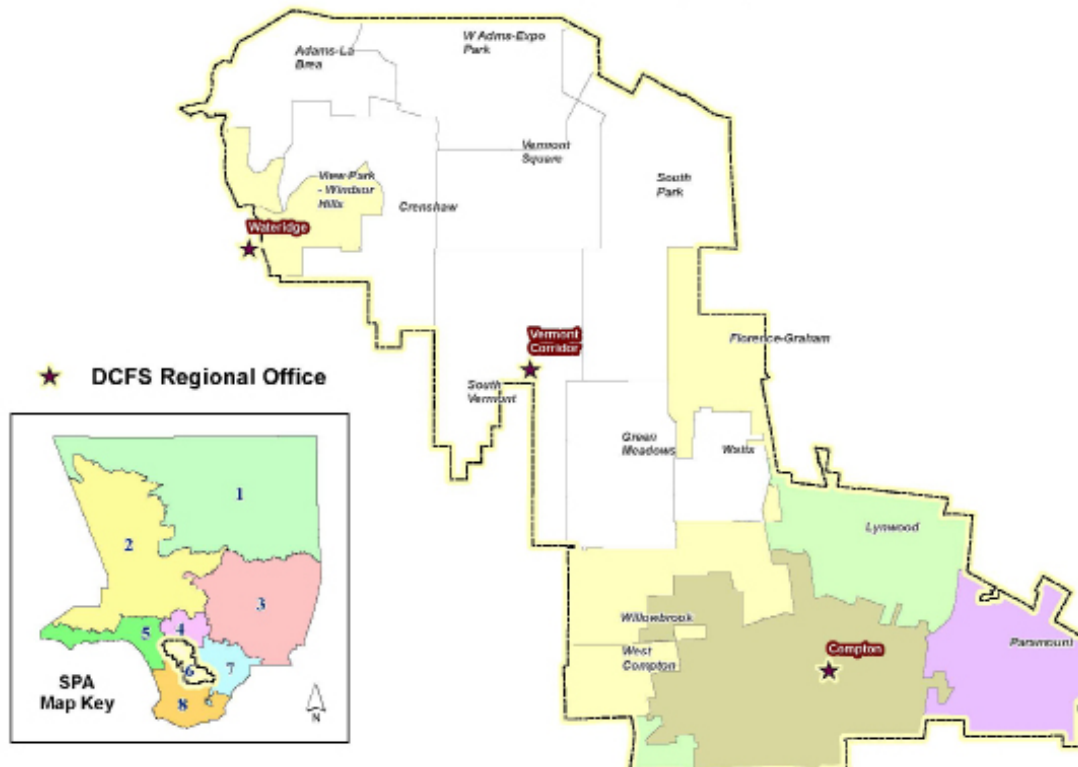 W Adms-Expo
Park
Adams-La
Brea
Vermont
Square
View Park
- Windsor
Hills
South
Park
Crenshaw
Wateridge
Vermont
Corridor
Florence-Graham
DCFS Regional Office
South
Vermont
Green
Meadows
Watts
Lynwood
Willowbrook
West
Compton
Compton
Paramount
1
2
3
4
5
6
7
8
6
SPA
Map Key
N